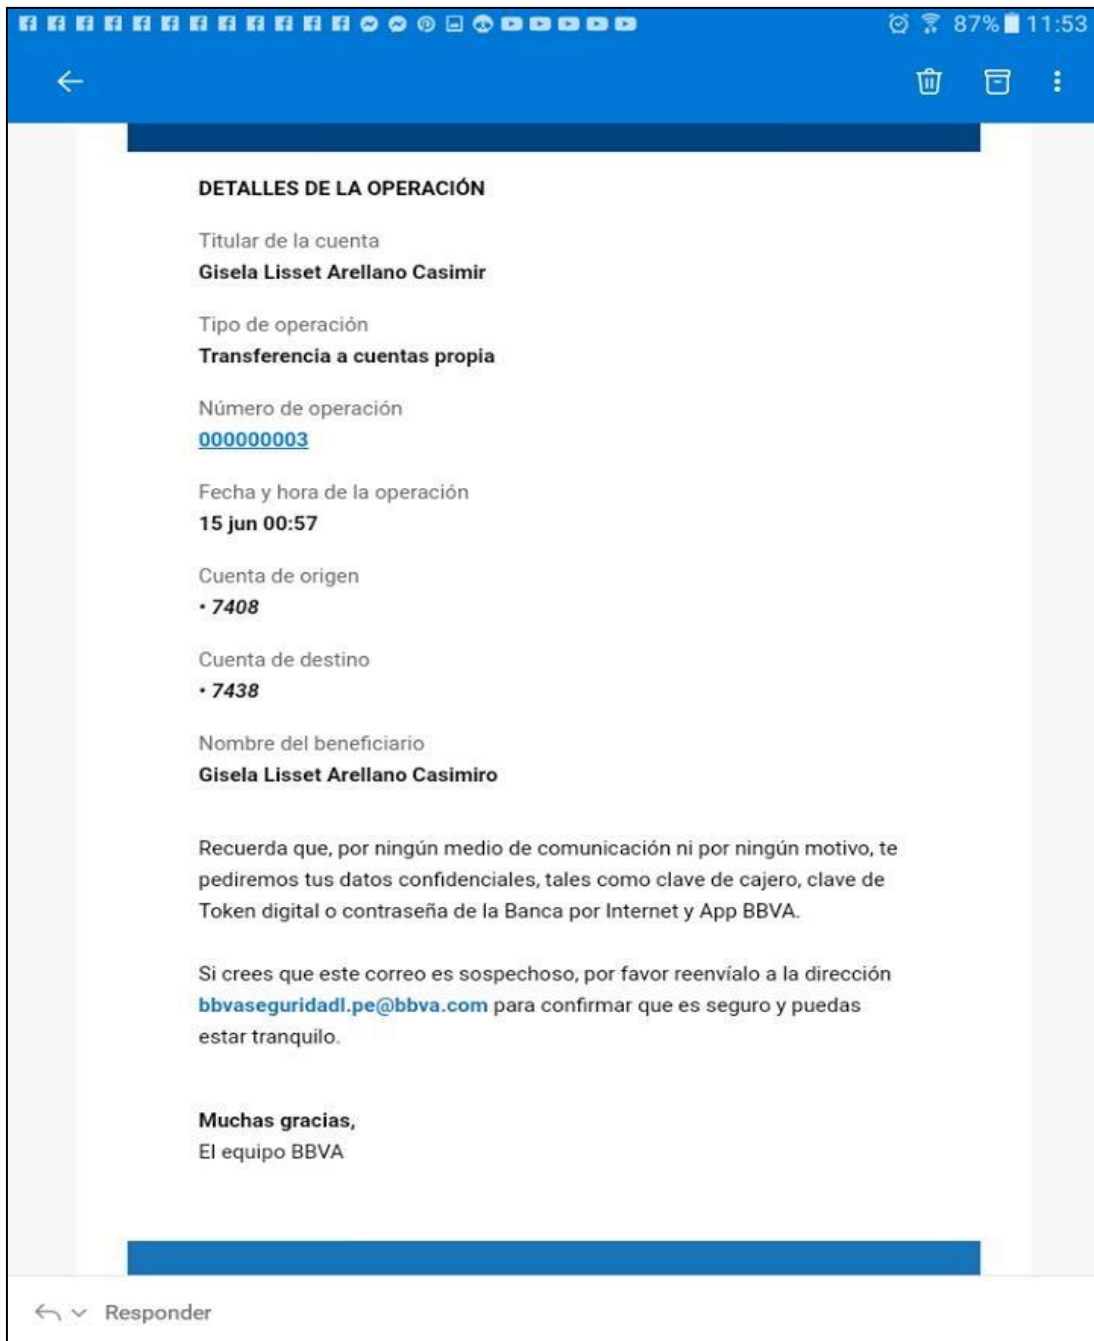 87% 11:53
DETALLES DE LA OPERACIÓN
Titular de la cuenta
Gisela Lisset Arellano Casimir
Tipo de operación
Transferencia a cuentas propia
Número de operación
000000003
Fecha y hora de la operación
15 jun 00:57
Cuenta de origen
• 7408
Cuenta de destino
• 7438
Nombre del beneficiario
Gisela Lisset Arellano Casimiro
Recuerda que, por ningún medio de comunicación ni por ningún motivo, te
pediremos tus datos confidenciales, tales como clave de cajero, clave de
Token digital o contraseña de la Banca por Internet y App BBVA.
Si crees que este correo es sospechoso, por favor reenvíalo a la dirección
bbvaseguridadl.pe@bbva.com para confirmar que es seguro y puedas
estar tranquilo.
Muchas gracias,
El equipo BBVA
Responder